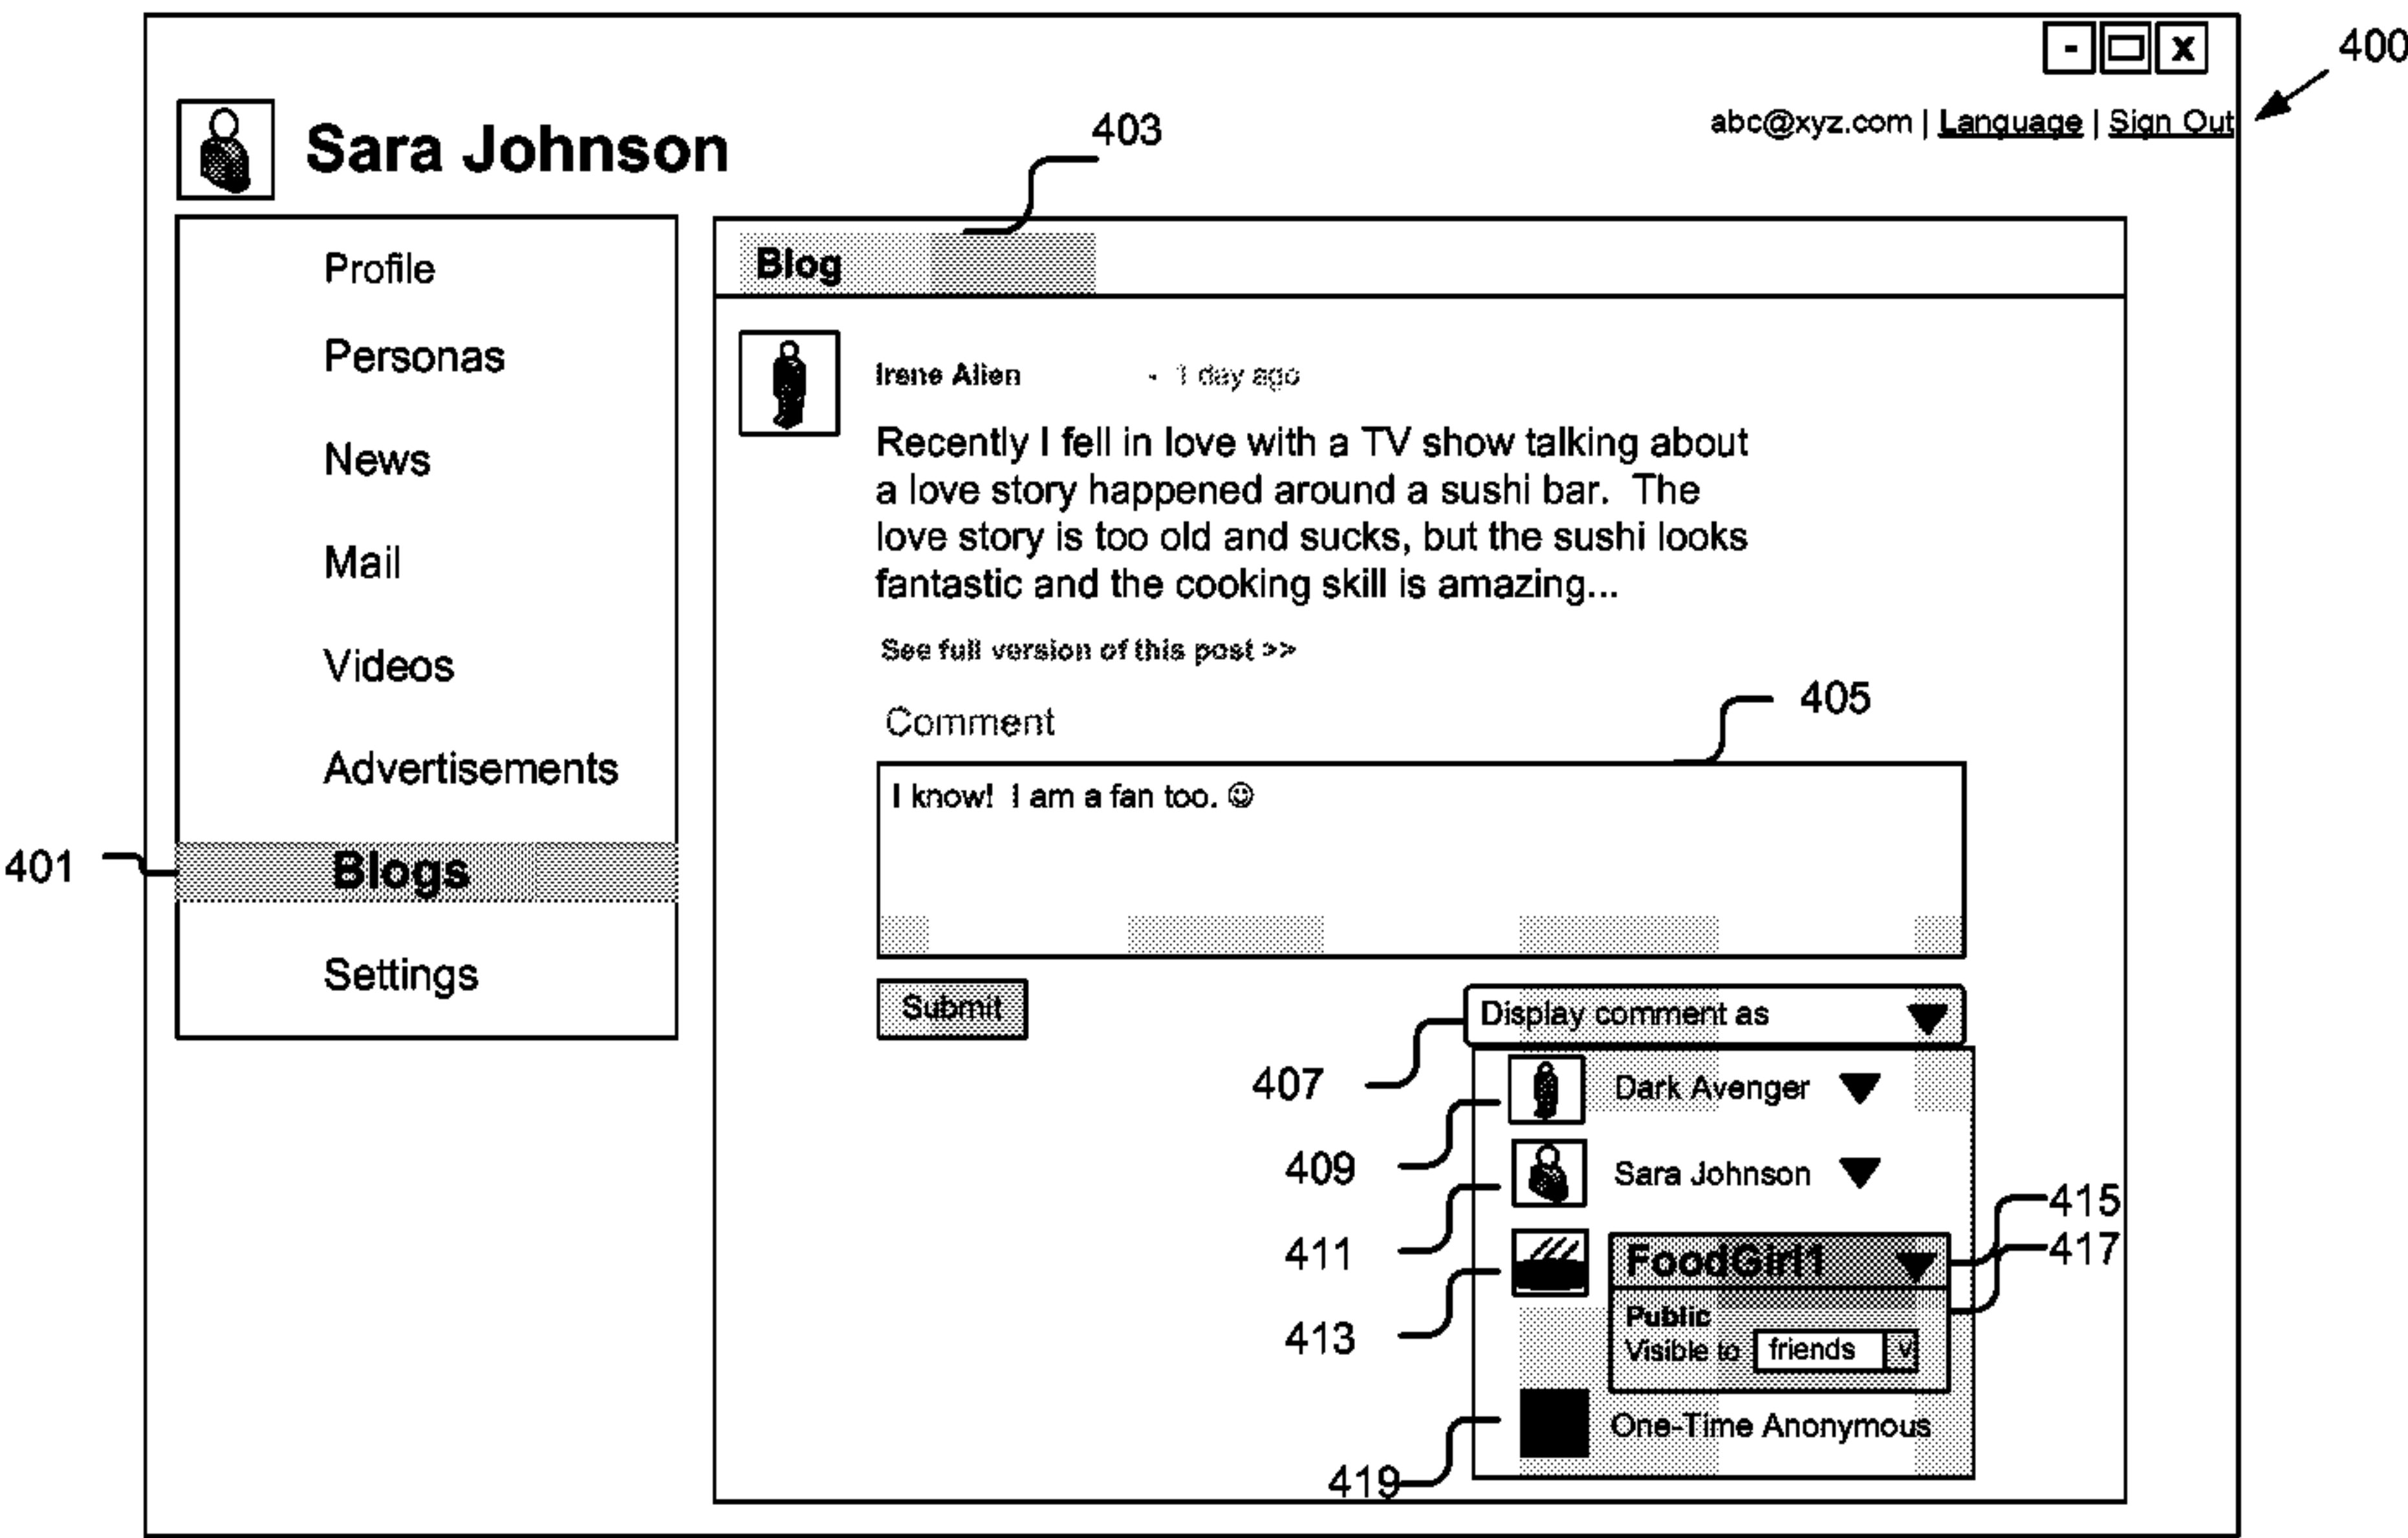 - X
400
abc@xyz.com | Language | Sign Out
Sara Johnson
403
Profile
Personas
News
Mail
Videos
Advertisements
401
Blogs
Settings
Blog
Irene Allen - 1 day ago
Recently I fell in love with a TV show talking about
a love story happened around a sushi bar. The
love story is too old and sucks, but the sushi looks
fantastic and the cooking skill is amazing...
See full version of this post >>
405
Comment
I know! I am a fan too. ☺
Submit
Display comment as
407
Dark Avenger
409
Sara Johnson
411
415
FoodGirl1
417
413
Public
Visible to friends v
One-Time Anonymous
419